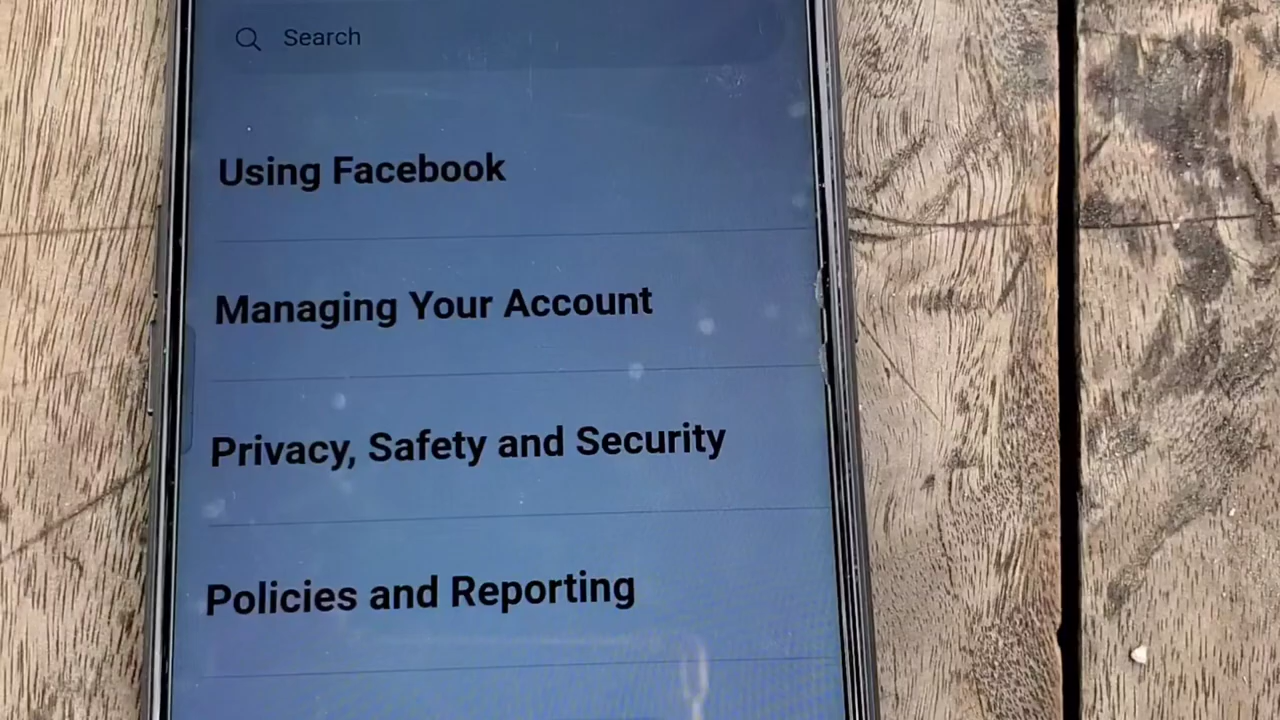 Search
Using Facebook
Managing Your Account
Privacy, Safety and Security
Policies and Reporting